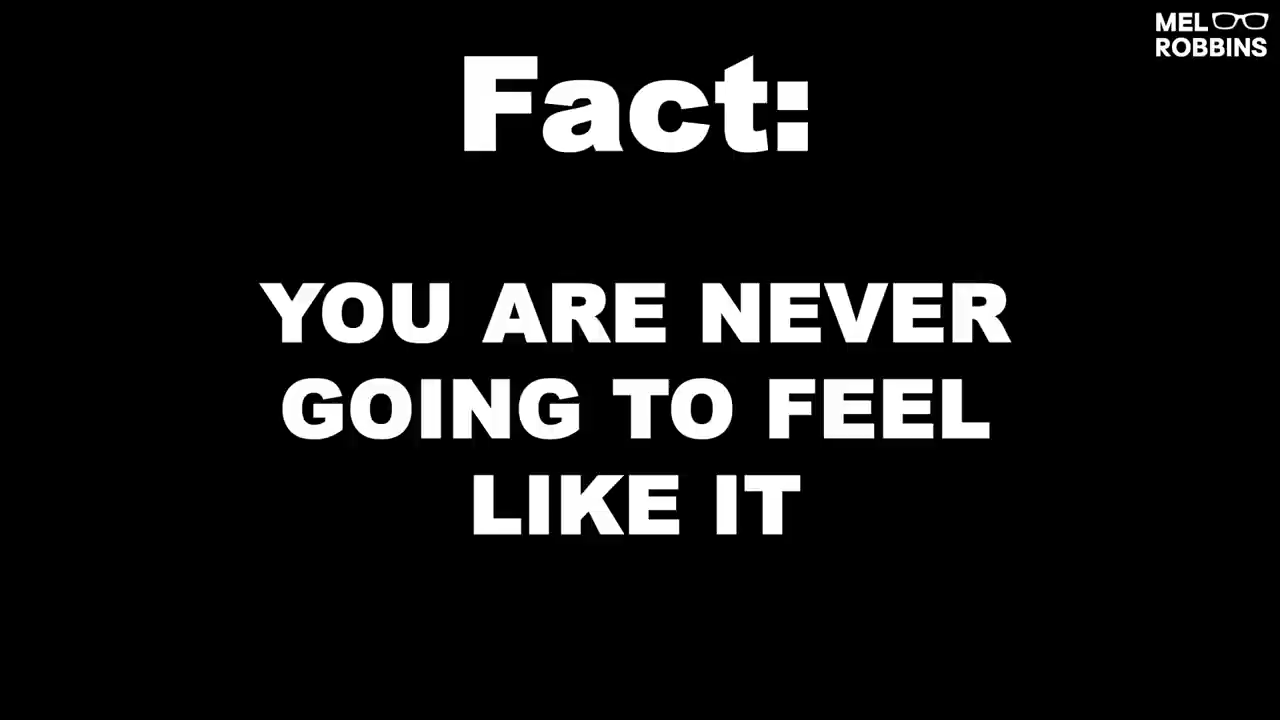 MEL
ROBBINS
Fact:
YOU ARE NEVER
GOING TO FEEL
LIKE IT